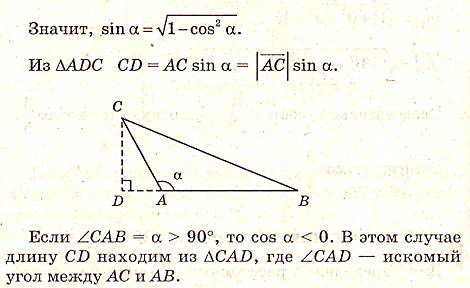 Значит, sin α = √(1−cos² α).
Из ΔADC CD = AC sin α = |A̅C̅| sin α.
C
α
D A B
Если ∠CAB = α > 90°, то cos α < 0. В этом случае
длину CD находим из ΔCAD, где ∠CAD — искомый
угол между AC и AB.